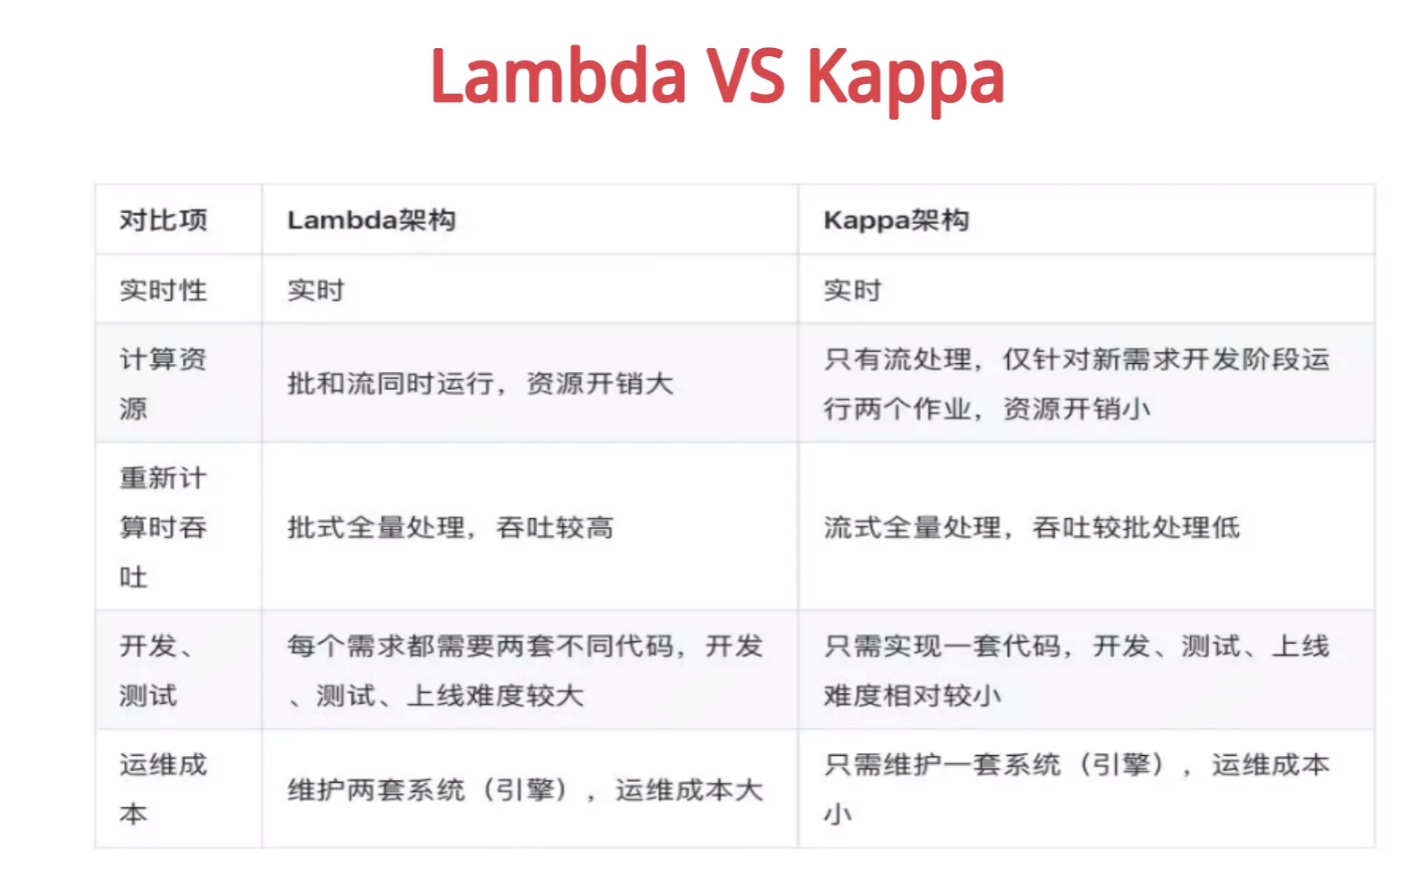 Lambda VS Kappa
对比项
Lambda架构
Kappa架构
实时性
实时
实时
计算资
源
批和流同时运行，资源开销大
只有流处理，仅针对新需求开发阶段运
行两个作业，资源开销小
重新计
算时吞
吐
批式全量处理，吞吐较高
流式全量处理，吞吐较批处理低
开发、
测试
每个需求都需要两套不同代码，开发
、测试、上线难度较大
只需实现一套代码，开发、测试、上线
难度相对较小
运维成
本
维护两套系统（引擎），运维成本大
只需维护一套系统（引擎），运维成本
小